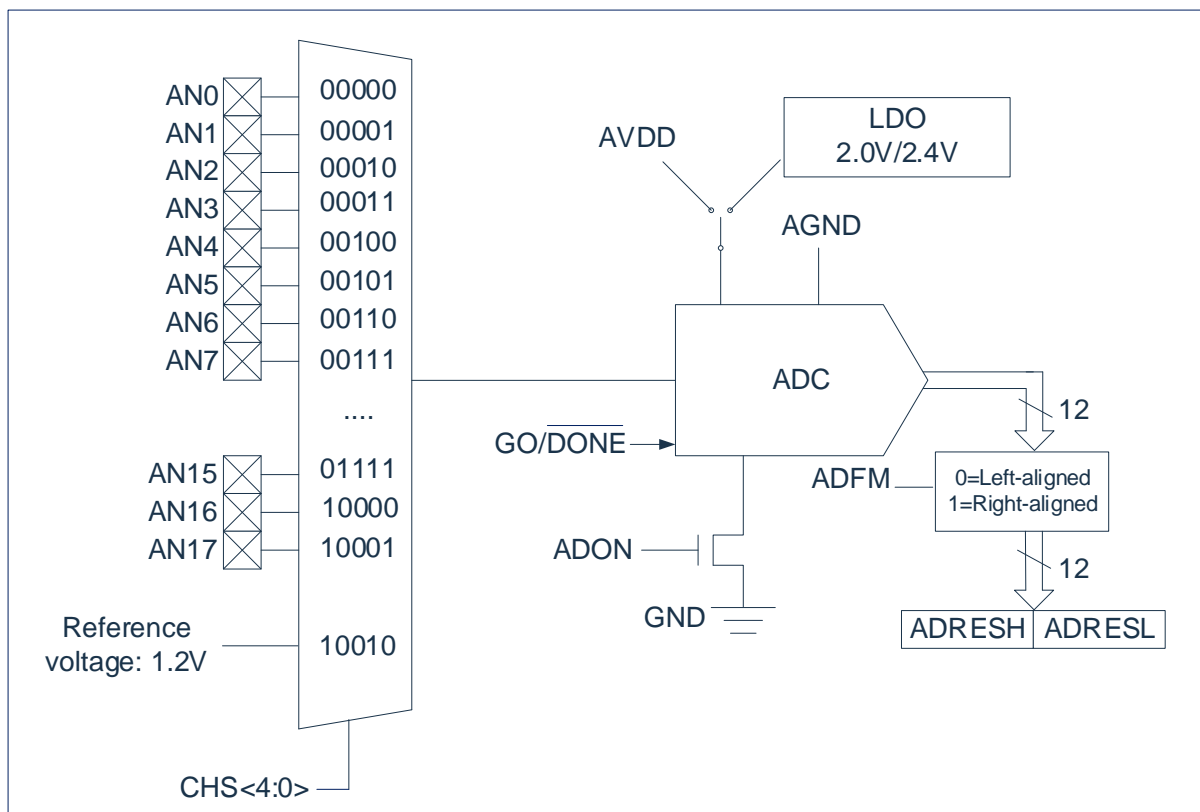 AN0
00000
AN1
00001
AN2
00010
AN3
00011
AN4
00100
AN5
00101
AN6
00110
AN7
00111
....
AN15
01111
AN16
10000
AN17
10001
Reference
voltage: 1.2V
10010
CHS<4:0>
AVDD
LDO
2.0V/2.4V
AGND
ADC
GO/DONE
12
ADFM
0=Left-aligned
1=Right-aligned
ADON
12
GND
ADRESH
ADRESL